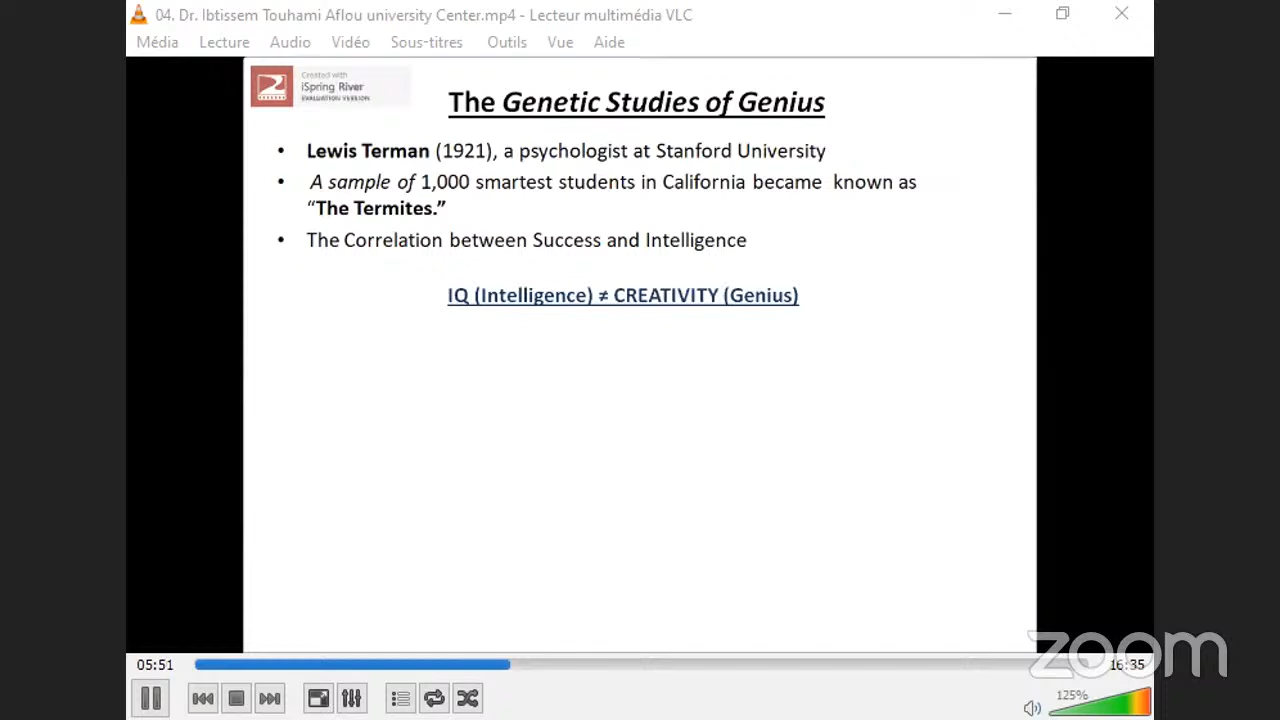 04. Dr. Ibtissem Touhami Aflou university Center.mp4 - Lecteur multimédia VLC
Média Lecture Audio Vidéo Sous-titres Outils Vue Aide
Created with
iSpring River
EVALUATION VERSION
The Genetic Studies of Genius
• Lewis Terman (1921), a psychologist at Stanford University
• A sample of 1,000 smartest students in California became known as
“The Termites.”
• The Correlation between Success and Intelligence
IQ (Intelligence) ≠ CREATIVITY (Genius)
zoom
05:51 16:35
125%